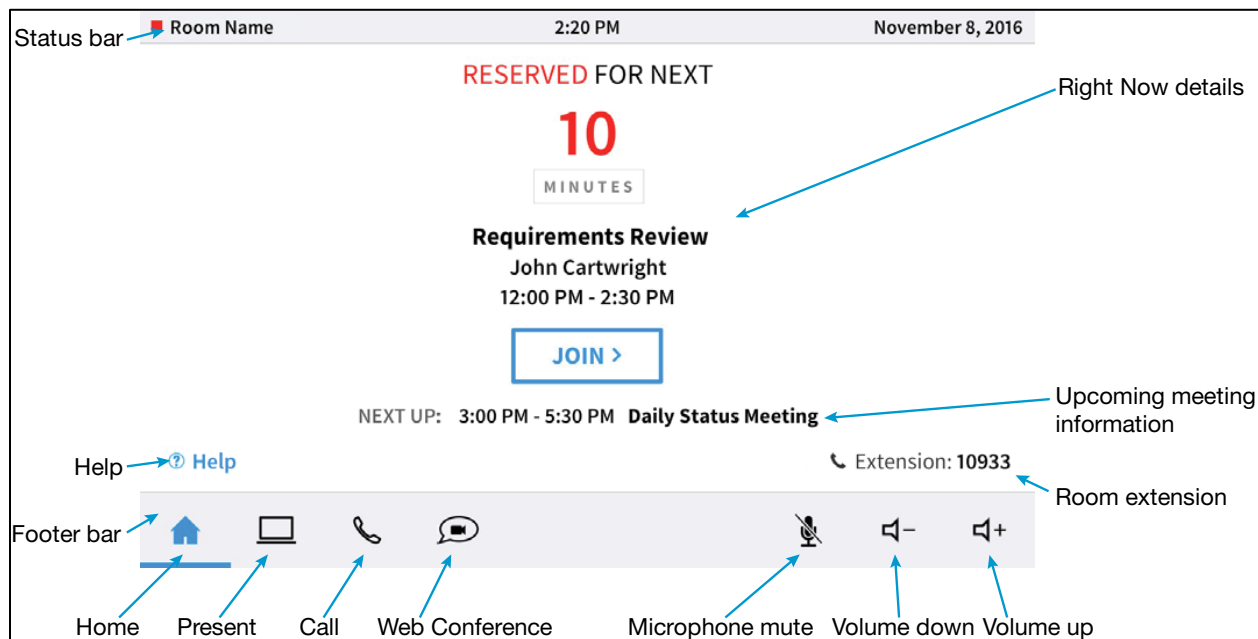 Status bar
Room Name
2:20 PM
November 8, 2016
RESERVED FOR NEXT
10
MINUTES
Right Now details
Requirements Review
John Cartwright
12:00 PM - 2:30 PM
JOIN >
NEXT UP: 3:00 PM - 5:30 PM Daily Status Meeting
Upcoming meeting
information
Help
? Help
Extension: 10933
Room extension
Footer bar
Home
Present
Call
Web Conference
Microphone mute
Volume down
Volume up